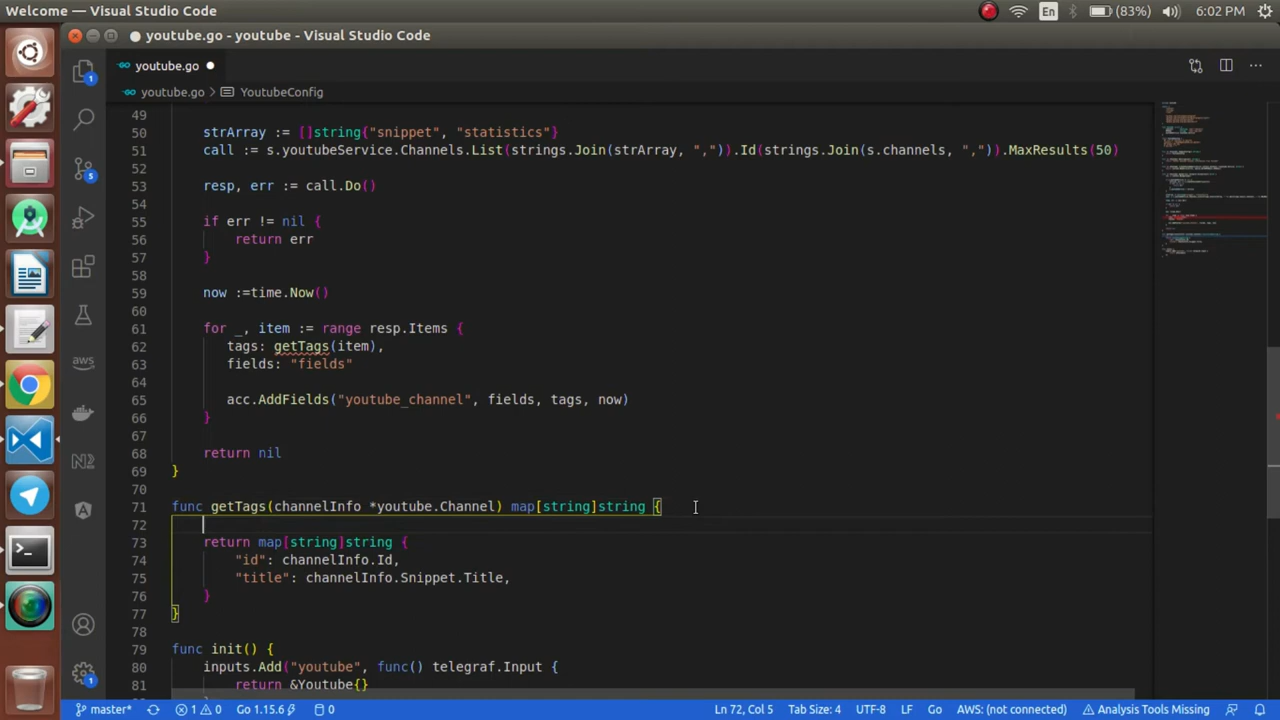 Welcome — Visual Studio Code
En
(83%)
6:02 PM
youtube.go - youtube - Visual Studio Code
youtube.go
youtube.go > YoutubeConfig
49
50 strArray := []string("snippet", "statistics"}
51 call := s.youtubeService.Channels.List(strings.Join(strArray, ",")).Id(strings.Join(s.channels, ",")).MaxResults(50)
52
53 resp, err := call.Do()
54
55 if err != nil {
56 return err
57 }
58
59 now :=time.Now()
60
61 for _, item := range resp.Items {
62 tags: getTags(item),
63 fields: "fields"
64
65 acc.AddFields("youtube_channel", fields, tags, now)
66 }
67
68 return nil
69 }
70
71 func getTags(channelInfo *youtube.Channel) map[string]string {
72
73 return map[string]string {
74 "id": channelInfo.Id,
75 "title": channelInfo.Snippet.Title,
76 }
77 }
78
79 func init() {
80 inputs.Add("youtube", func() telegraf.Input {
81 return &Youtube{}
1
5
aws
N
1
master*
1 0
Go 1.15.6
0
Ln 72, Col 5
Tab Size: 4
UTF-8
LF
Go
AWS: (not connected)
Analysis Tools Missing